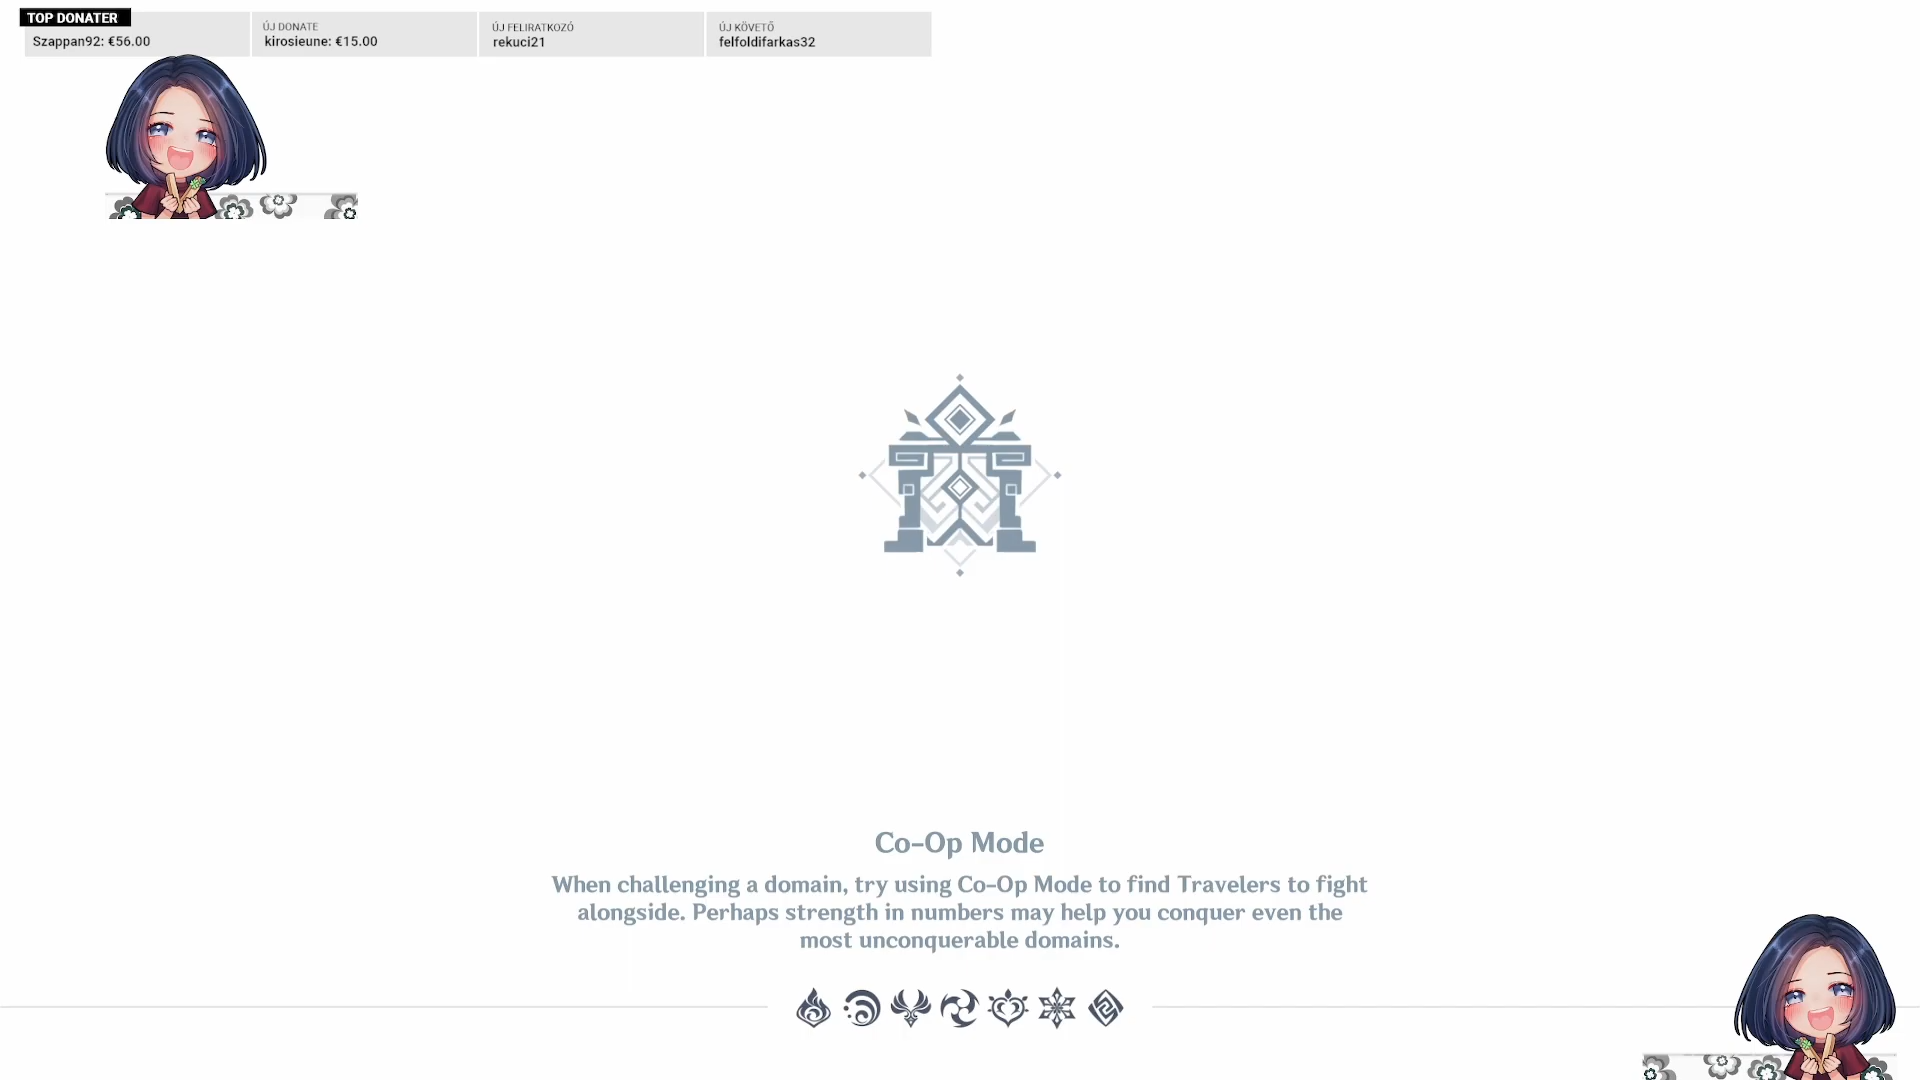 TOP DONATER
Szappan92: €56.00
ÚJ DONATE
kirosieune: €15.00
ÚJ FELIRATKOZÓ
rekuci21
ÚJ KÖVETŐ
felfoldifarkas32
Co-Op Mode
When challenging a domain, try using Co-Op Mode to find Travelers to fight
alongside. Perhaps strength in numbers may help you conquer even the
most unconquerable domains.